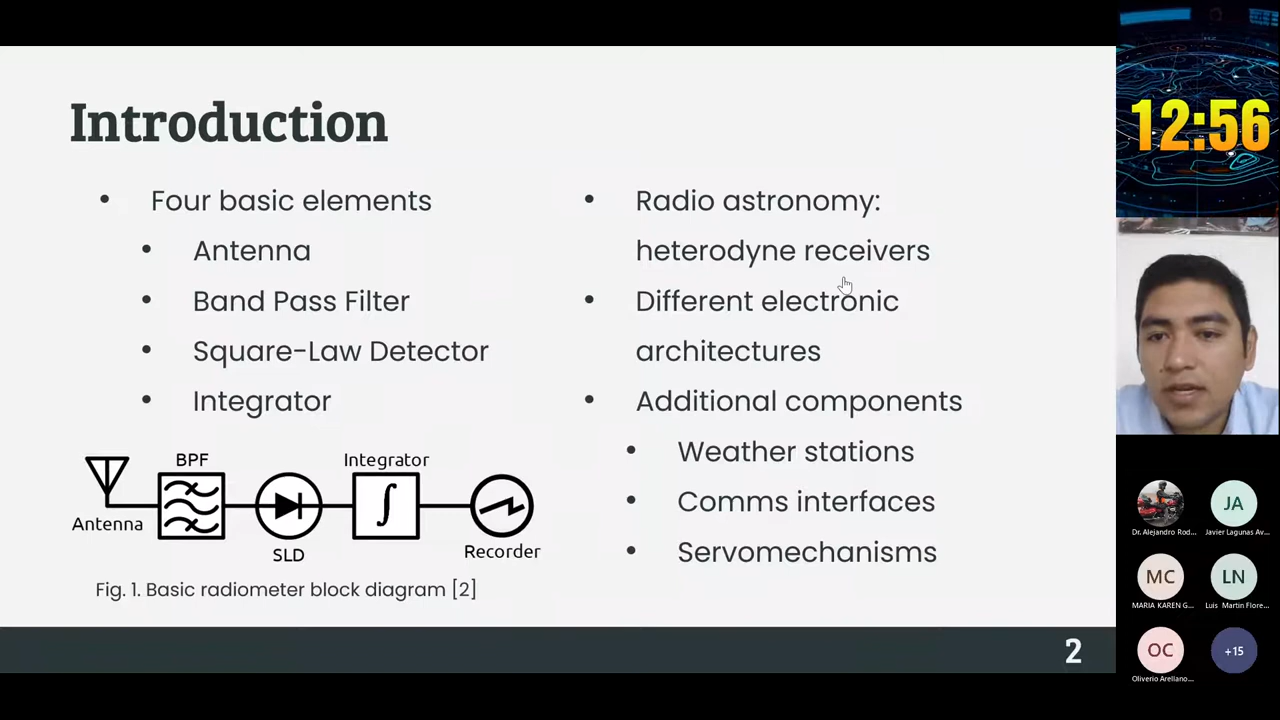 Introduction
• Four basic elements
• Antenna
• Band Pass Filter
• Square-Law Detector
• Integrator
BPF
Integrator
Antenna
SLD
Recorder
Fig. 1. Basic radiometer block diagram [2]
• Radio astronomy:
heterodyne receivers
• Different electronic
architectures
• Additional components
• Weather stations
• Comms interfaces
• Servomechanisms
2
12:56
Dr. Alejandro Rod...
JA
Javier Lagunas Av...
MC
MARIA KAREN G...
LN
Luis Martin Flore...
OC
Oliverio Arellano...
+15